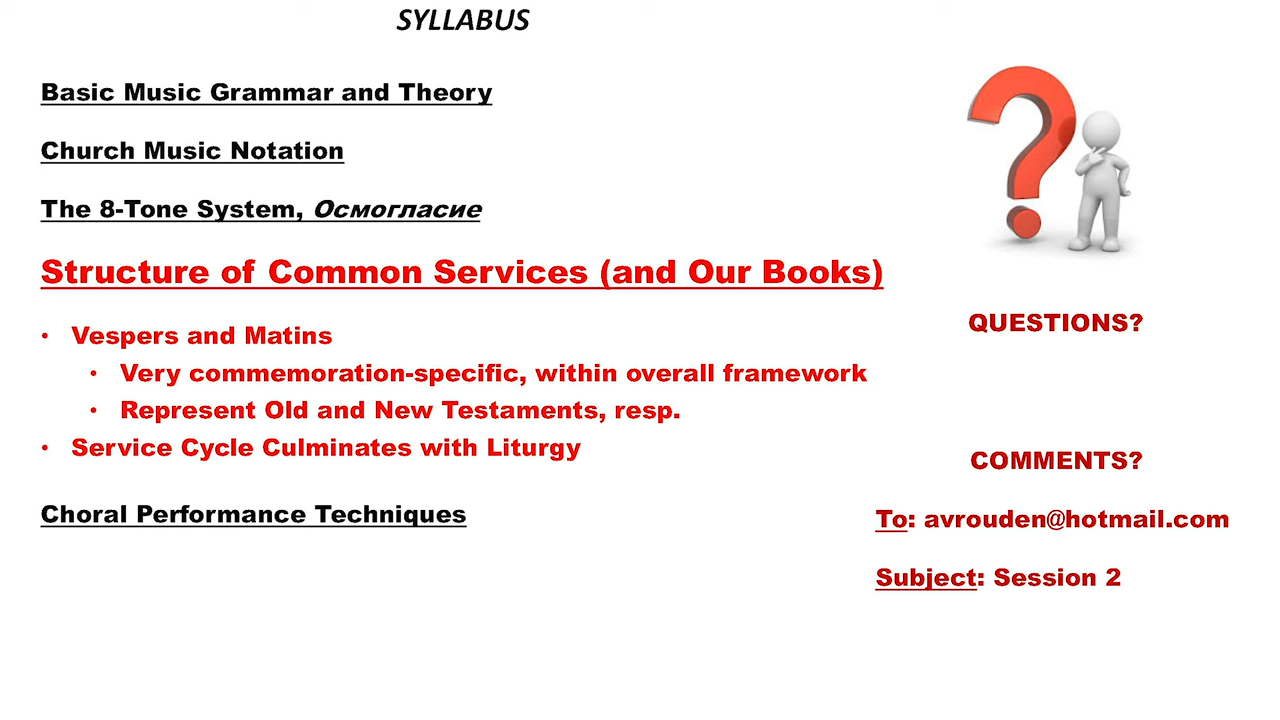 SYLLABUS
Basic Music Grammar and Theory
Church Music Notation
The 8-Tone System, Осмогласие
Structure of Common Services (and Our Books)
• Vespers and Matins
• Very commemoration-specific, within overall framework
• Represent Old and New Testaments, resp.
• Service Cycle Culminates with Liturgy
Choral Performance Techniques
QUESTIONS?
COMMENTS?
To: avrouden@hotmail.com
Subject: Session 2